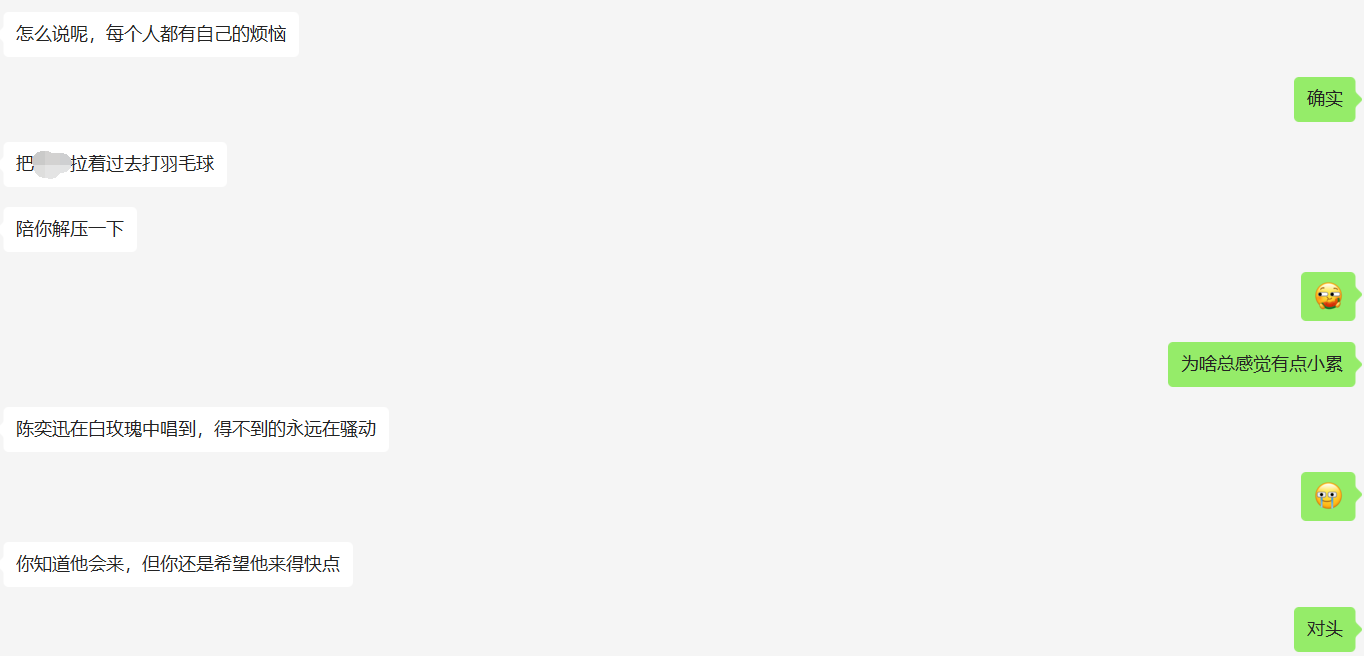 怎么说呢，每个人都有自己的烦恼
确实
把 拉着过去打羽毛球
陪你解压一下
为啥总感觉有点小累
陈奕迅在白玫瑰中唱到，得不到的永远在骚动
你知道他会来，但你还是希望他来得快点
对头